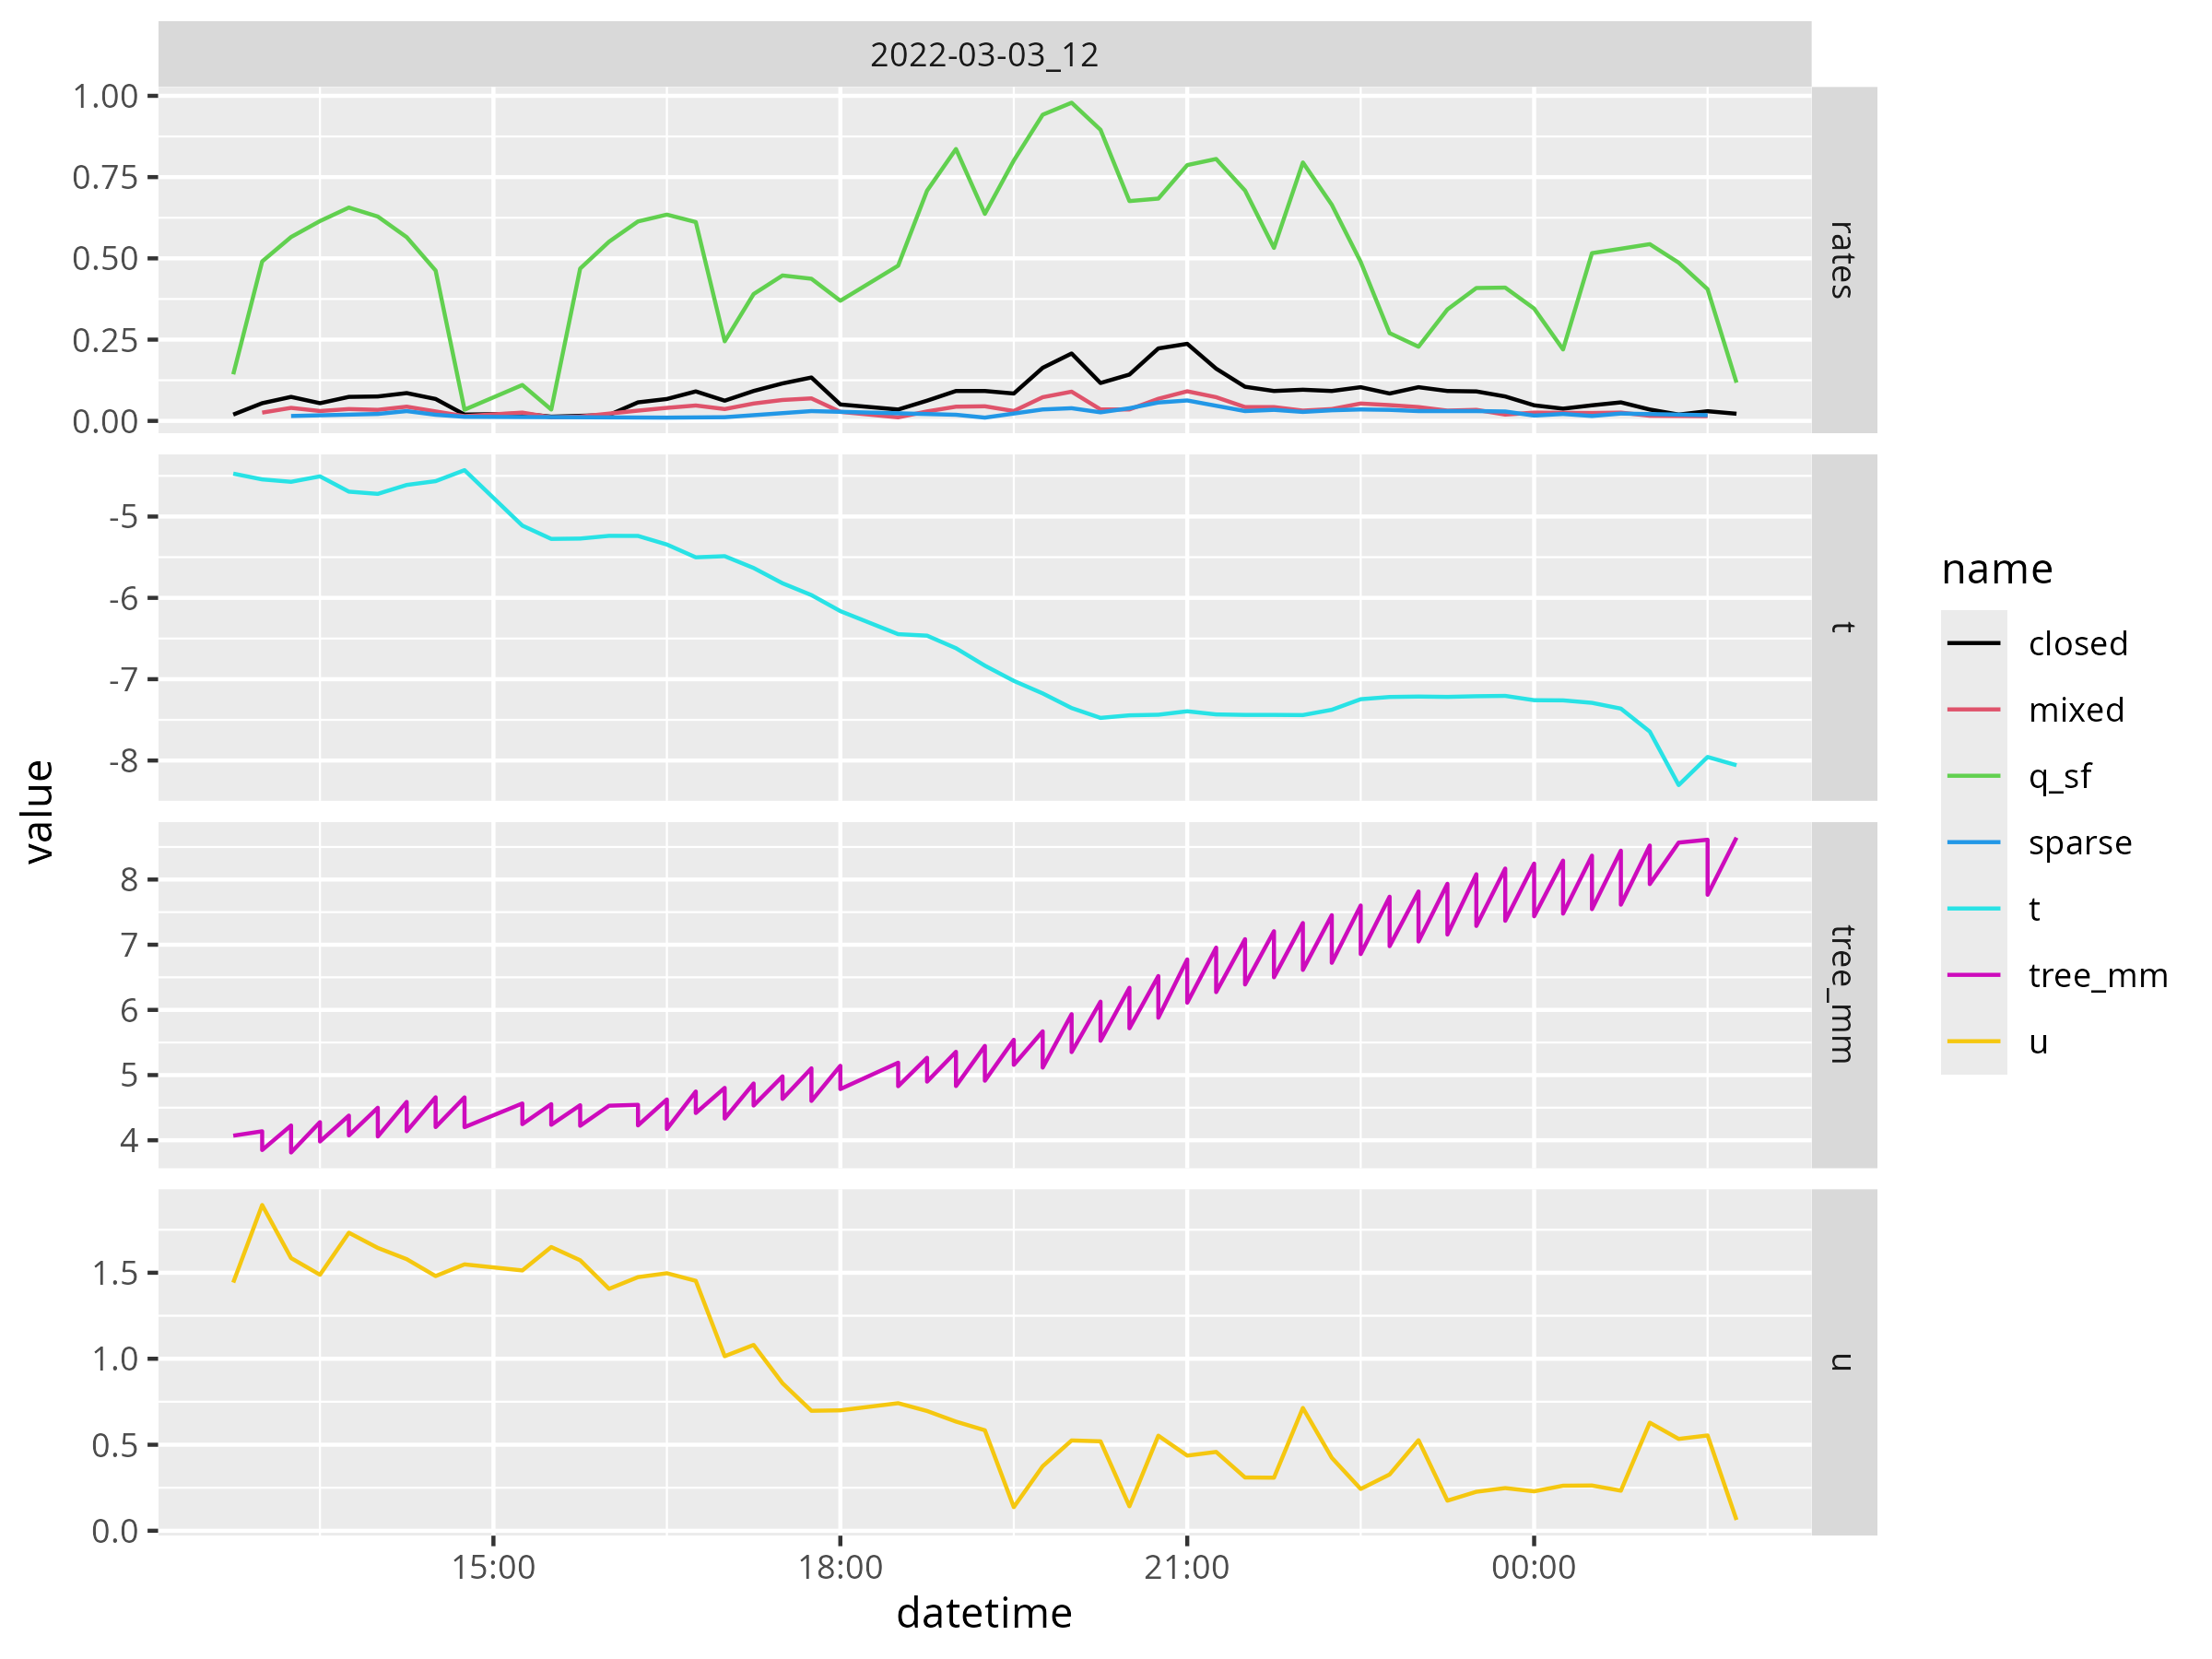 2022-03-03_12
1.00
0.75
0.50
0.25
0.00
rates
-5
-6
-7
-8
t
8
7
6
5
4
tree_mm
1.5
1.0
0.5
0.0
u
15:00
18:00
21:00
00:00
datetime
value
name
closed
mixed
q_sf
sparse
t
tree_mm
u